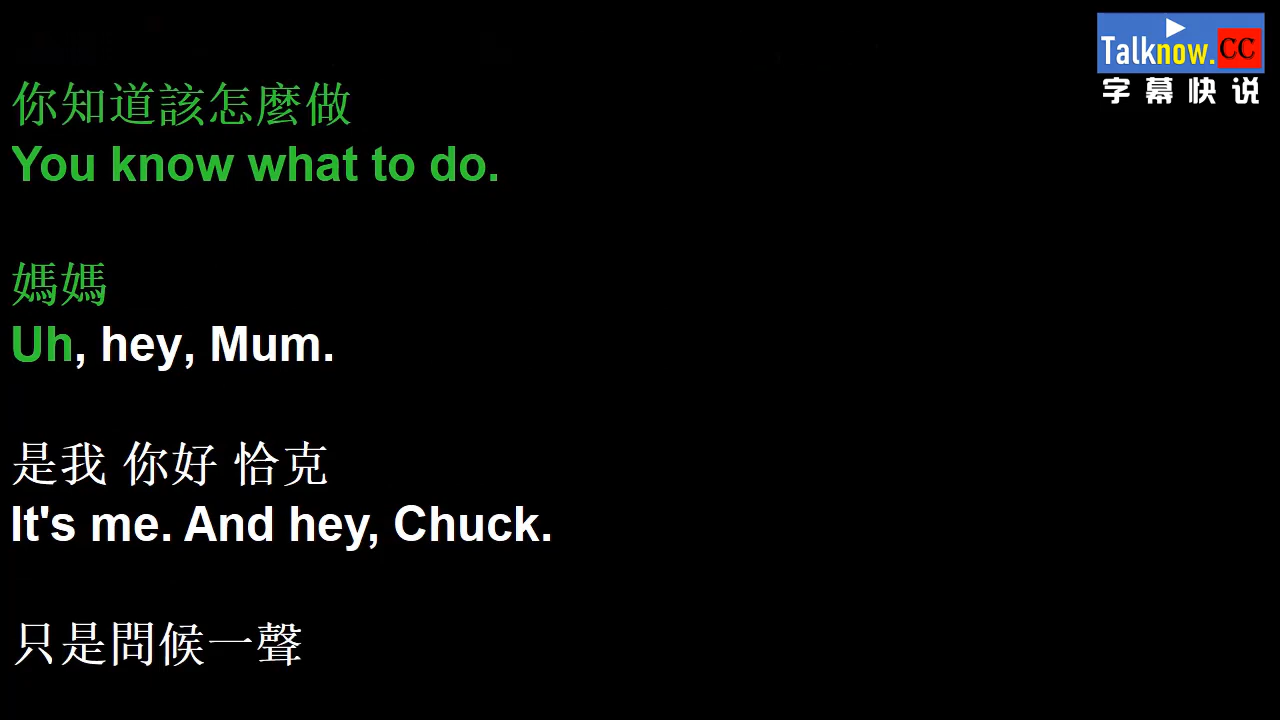 Talknow.CC
字幕快说
你知道該怎麼做
You know what to do.
媽媽
Uh, hey, Mum.
是我 你好 恰克
It's me. And hey, Chuck.
只是問候一聲